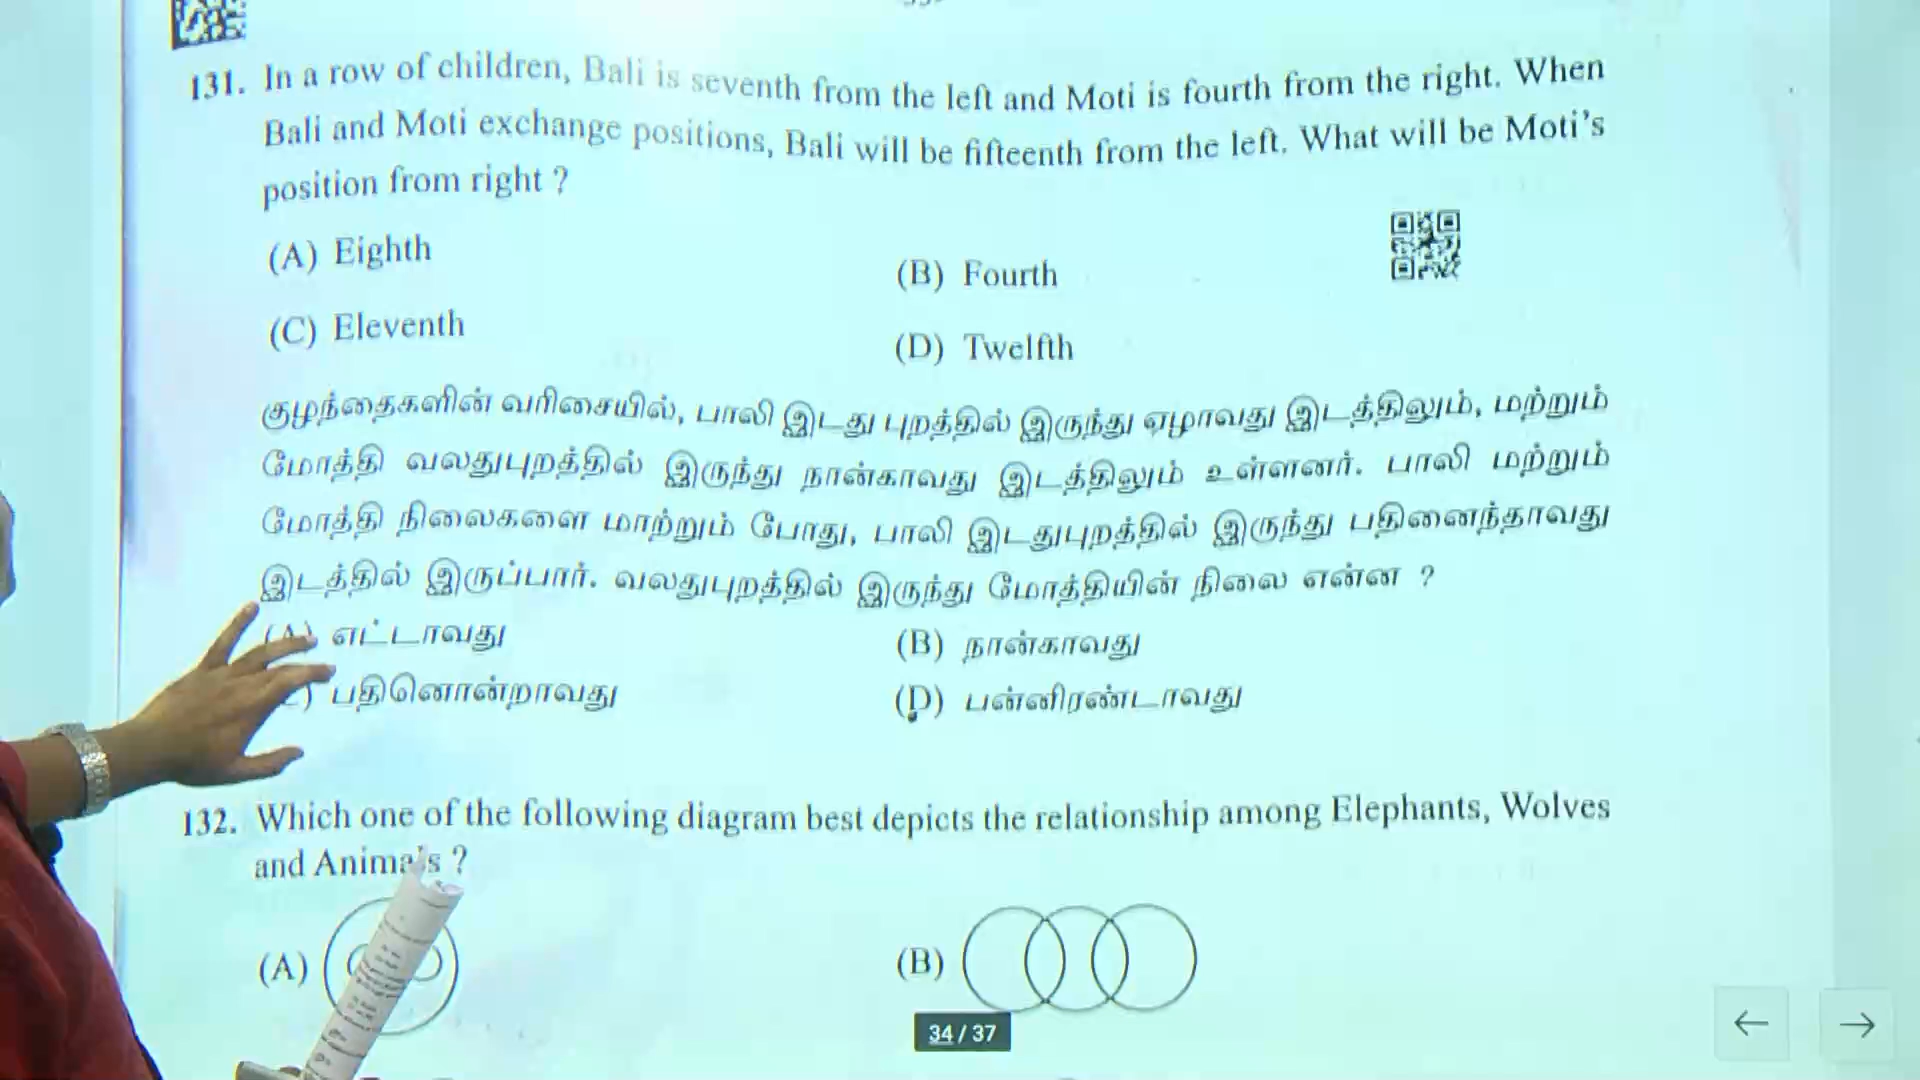 131. In a row of children, Bali is seventh from the left and Moti is fourth from the right. When
Bali and Moti exchange positions, Bali will be fifteenth from the left. What will be Moti's
position from right ?
(A) Eighth
(B) Fourth
(C) Eleventh
(D) Twelfth
குழந்தைகளின் வரிசையில், பாலி இடது புறத்தில் இருந்து ஏழாவது இடத்திலும், மற்றும்
மோத்தி வலதுபுறத்தில் இருந்து நான்காவது இடத்திலும் உள்ளனர். பாலி மற்றும்
மோத்தி நிலைகளை மாற்றும் போது, பாலி இடதுபுறத்தில் இருந்து பதினைந்தாவது
இடத்தில் இருப்பார். வலதுபுறத்தில் இருந்து மோத்தியின் நிலை என்ன ?
(A) எட்டாவது
(B) நான்காவது
பதினொன்றாவது
(D) பன்னிரண்டாவது
132. Which one of the following diagram best depicts the relationship among Elephants, Wolves
and Animals ?
(A)
(B)
34 / 37